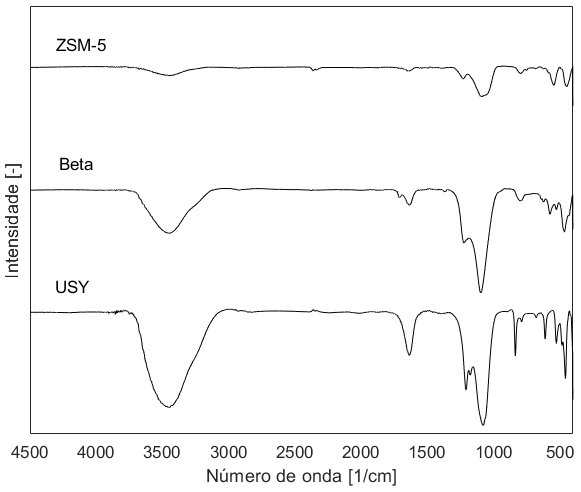 ZSM-5
Beta
USY
Intensidade [-]
4500 4000 3500 3000 2500 2000 1500 1000 500
Número de onda [1/cm]